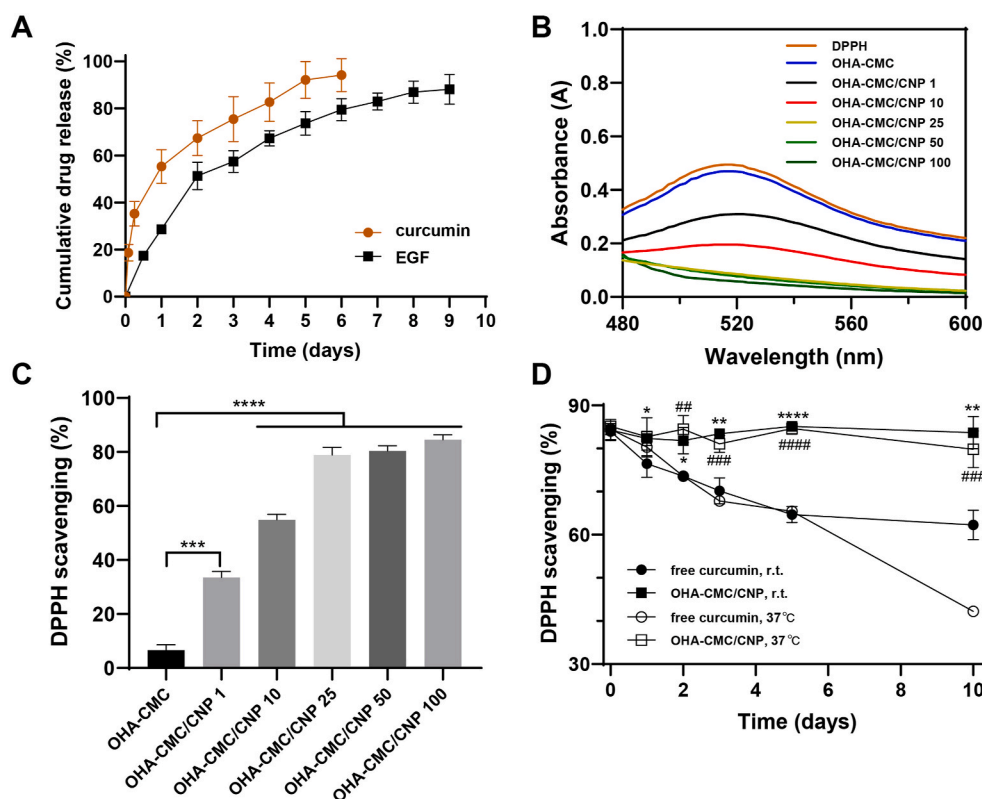 A
Cumulative drug release (%)
100
80
60
40
20
0
0 1 2 3 4 5 6 7 8 9 10
Time (days)
curcumin
EGF
B
Absorbance (A)
1.0
0.8
0.6
0.4
0.2
0.0
480 520 560 600
Wavelength (nm)
DPPH
OHA-CMC
OHA-CMC/CNP 1
OHA-CMC/CNP 10
OHA-CMC/CNP 25
OHA-CMC/CNP 50
OHA-CMC/CNP 100
C
DPPH scavenging (%)
100
80
60
40
20
0
****
***
OHA-CMC
OHA-CMC/CNP 1
OHA-CMC/CNP 10
OHA-CMC/CNP 25
OHA-CMC/CNP 50
OHA-CMC/CNP 100
D
DPPH scavenging (%)
90
60
30
* ## ** **** **
* ### #### ###
free curcumin, r.t.
OHA-CMC/CNP, r.t.
free curcumin, 37℃
OHA-CMC/CNP, 37℃
0 2 4 6 8 10
Time (days)